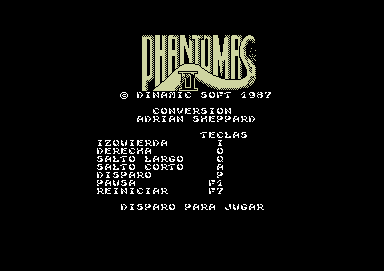 PHANTOMAS
II
© DINAMIC SOFT 1987
CONVERSION
ADRIAN SHEPPARD
TECLAS
IZQUIERDA I
DERECHA O
SALTO LARGO Q
SALTO CORTO A
DISPARO P
PAUSA F1
REINICIAR F7
DISPARO PARA JUGAR